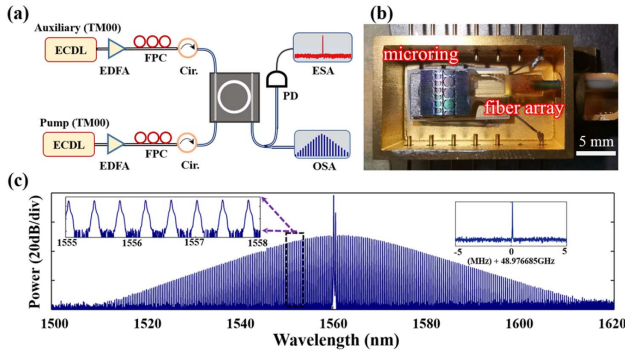 (a)
Auxiliary (TM00)
ECDL
EDFA
FPC
Cir.
ESA
PD
Pump (TM00)
ECDL
EDFA
FPC
Cir.
OSA
(b)
microring
fiber array
5 mm
(c)
Power (20dB/div)
1555 1556 1557 1558
-5 0 5
(MHz) + 48.976685GHz
1500 1520 1540 1560 1580 1600 1620
Wavelength (nm)